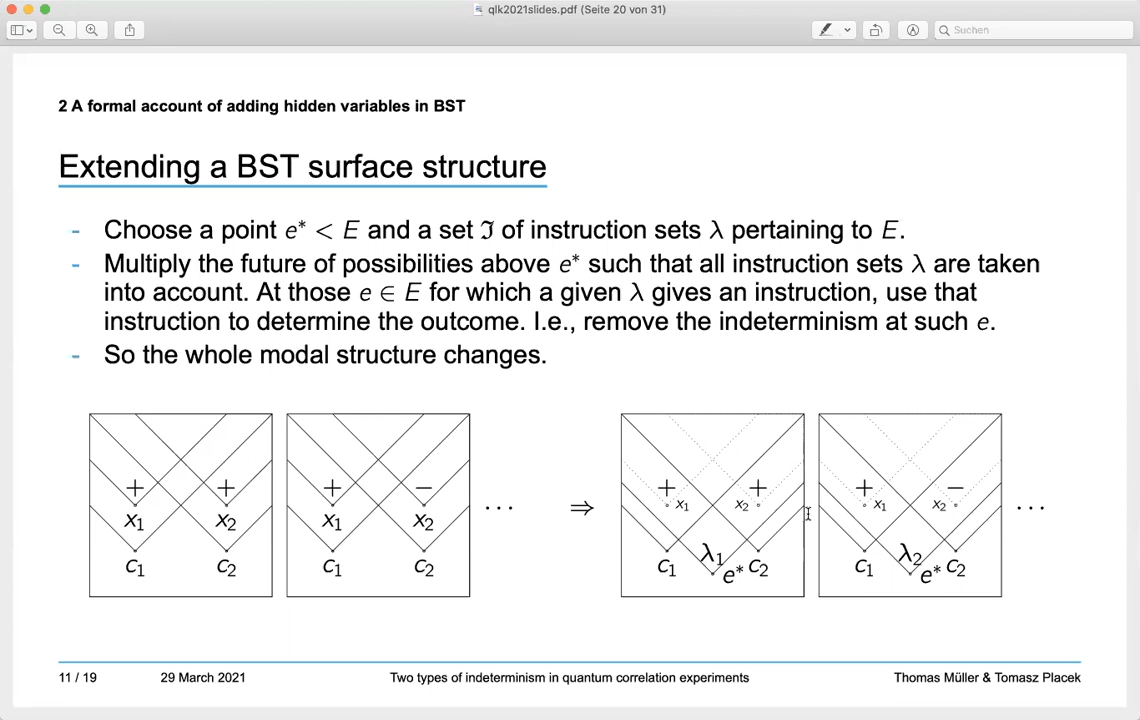 qlk2021slides.pdf (Seite 20 von 31)
Suchen
2 A formal account of adding hidden variables in BST
Extending a BST surface structure
- Choose a point e* < E and a set ℑ of instruction sets λ pertaining to E.
- Multiply the future of possibilities above e* such that all instruction sets λ are taken
into account. At those e ∈ E for which a given λ gives an instruction, use that
instruction to determine the outcome. I.e., remove the indeterminism at such e.
- So the whole modal structure changes.
+ + + − + + + −
x₁ x₂ x₁ x₂ ··· ⇒ x₁ x₂ x₁ x₂ ···
c₁ c₂ c₁ c₂ c₁ λ₁ e* c₂ c₁ λ₂ e* c₂
11 / 19 29 March 2021 Two types of indeterminism in quantum correlation experiments Thomas Müller & Tomasz Placek